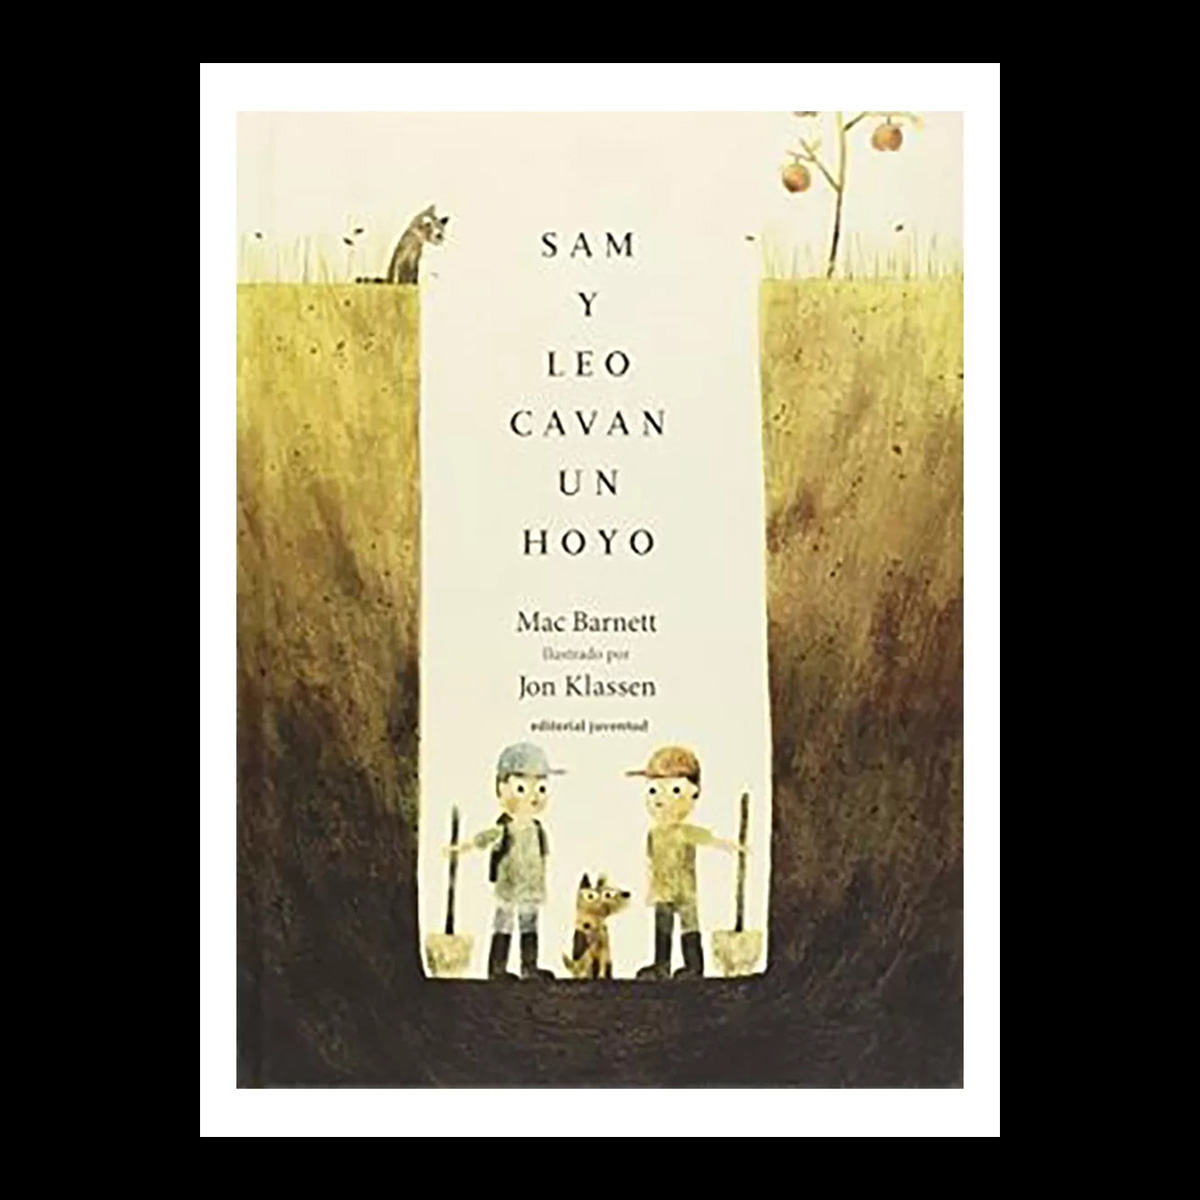 SAM
Y
LEO
CAVAN
UN
HOYO
Mac Barnett
Ilustrado por
Jon Klassen
editorial juventud